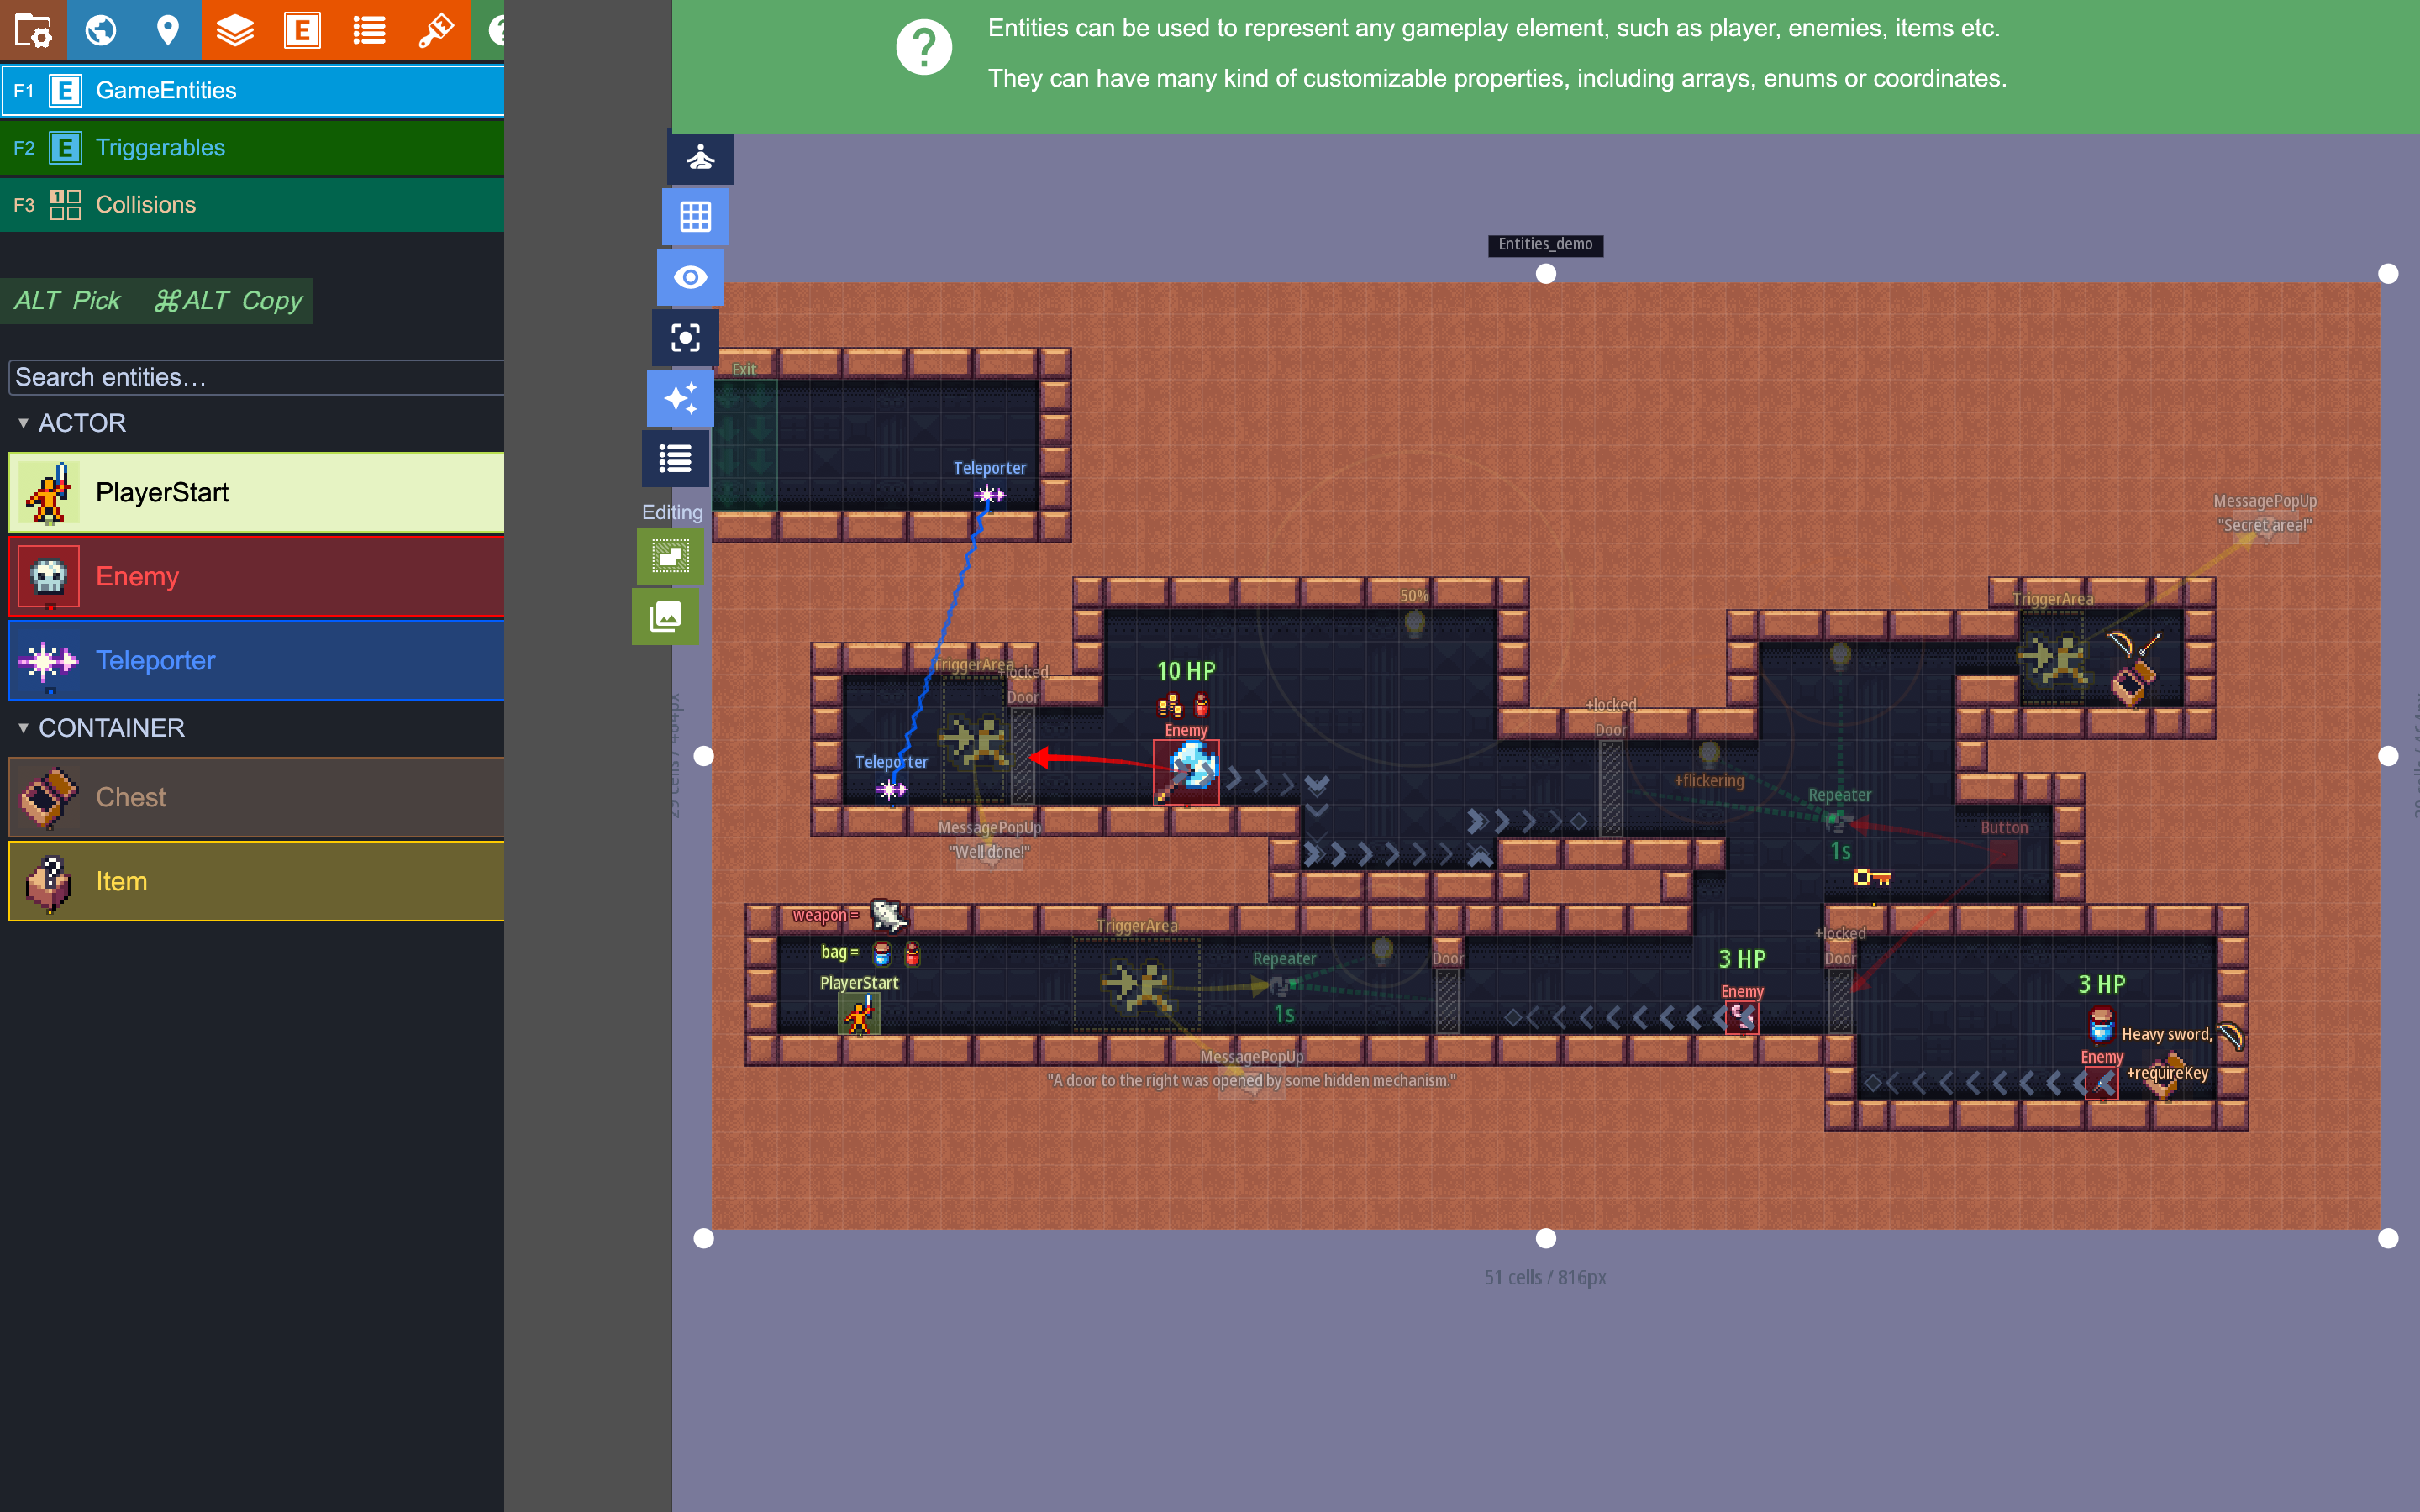 E
Entities can be used to represent any gameplay element, such as player, enemies, items etc.
They can have many kind of customizable properties, including arrays, enums or coordinates.
F1 E GameEntities
F2 E Triggerables
F3 1 Collisions
ALT Pick ⌘ALT Copy
Search entities…
▼ ACTOR
PlayerStart
Enemy
Teleporter
▼ CONTAINER
Chest
Item
Editing
Entities_demo
Exit
Teleporter
MessagePopUp
"Secret area!"
50%
TriggerArea
TriggerArea
+locked
Door
10 HP
Enemy
+locked
Door
Teleporter
+flickering
Repeater
1s
Button
MessagePopUp
"Well done!"
weapon =
bag =
PlayerStart
TriggerArea
Repeater
1s
Door
3 HP
Enemy
+locked
Door
3 HP
Heavy sword,
Enemy
+requireKey
MessagePopUp
"A door to the right was opened by some hidden mechanism."
51 cells / 816px